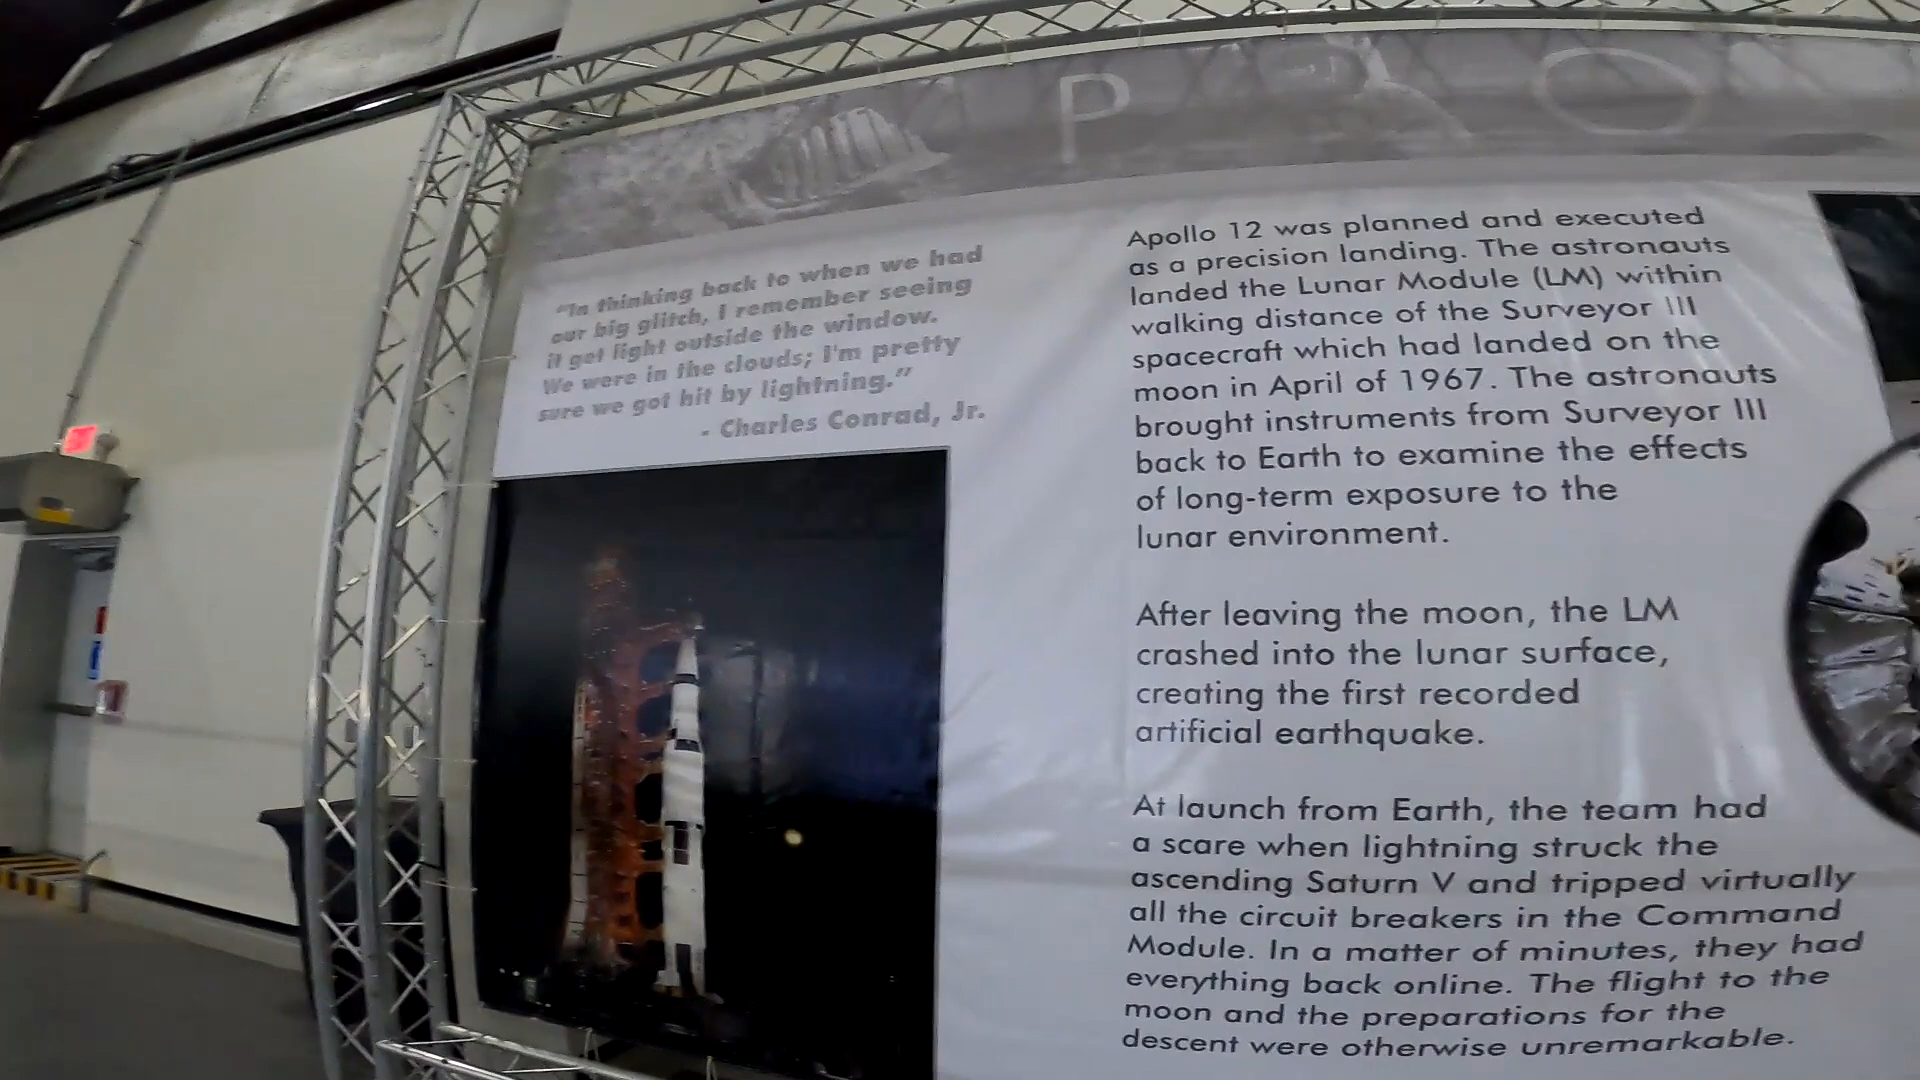 P O
"In thinking back to when we had
our big glitch, I remember seeing
it get light outside the window.
We were in the clouds; I'm pretty
sure we got hit by lightning."
- Charles Conrad, Jr.
Apollo 12 was planned and executed
as a precision landing. The astronauts
landed the Lunar Module (LM) within
walking distance of the Surveyor III
spacecraft which had landed on the
moon in April of 1967. The astronauts
brought instruments from Surveyor III
back to Earth to examine the effects
of long-term exposure to the
lunar environment.
After leaving the moon, the LM
crashed into the lunar surface,
creating the first recorded
artificial earthquake.
At launch from Earth, the team had
a scare when lightning struck the
ascending Saturn V and tripped virtually
all the circuit breakers in the Command
Module. In a matter of minutes, they had
everything back online. The flight to the
moon and the preparations for the
descent were otherwise unremarkable.